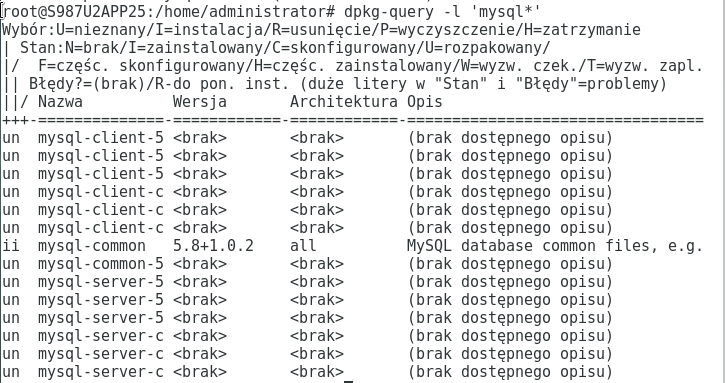 root@S987U2APP25:/home/administrator# dpkg-query -l 'mysql*'
Wybór:U=nieznany/I=instalacja/R=usunięcie/P=wyczyszczenie/H=zatrzymanie
| Stan:N=brak/I=zainstalowany/C=skonfigurowany/U=rozpakowany/
|/  F=częśc. skonfigurowany/H=częśc. zainstalowany/W=wyzw. czek./T=wyzw. zapl.
|| Błędy?=(brak)/R-do pon. inst. (duże litery w "Stan" i "Błędy"=problemy)
||/ Nazwa          Wersja       Architektura Opis
+++-==============-============-============-=================================
un  mysql-client-5 <brak>       <brak>       (brak dostępnego opisu)
un  mysql-client-5 <brak>       <brak>       (brak dostępnego opisu)
un  mysql-client-5 <brak>       <brak>       (brak dostępnego opisu)
un  mysql-client-c <brak>       <brak>       (brak dostępnego opisu)
un  mysql-client-c <brak>       <brak>       (brak dostępnego opisu)
un  mysql-client-c <brak>       <brak>       (brak dostępnego opisu)
ii  mysql-common   5.8+1.0.2    all          MySQL database common files, e.g.
un  mysql-common-5 <brak>       <brak>       (brak dostępnego opisu)
un  mysql-server-5 <brak>       <brak>       (brak dostępnego opisu)
un  mysql-server-5 <brak>       <brak>       (brak dostępnego opisu)
un  mysql-server-5 <brak>       <brak>       (brak dostępnego opisu)
un  mysql-server-c <brak>       <brak>       (brak dostępnego opisu)
un  mysql-server-c <brak>       <brak>       (brak dostępnego opisu)
un  mysql-server-c <brak>       <brak>       (brak dostępnego opisu)